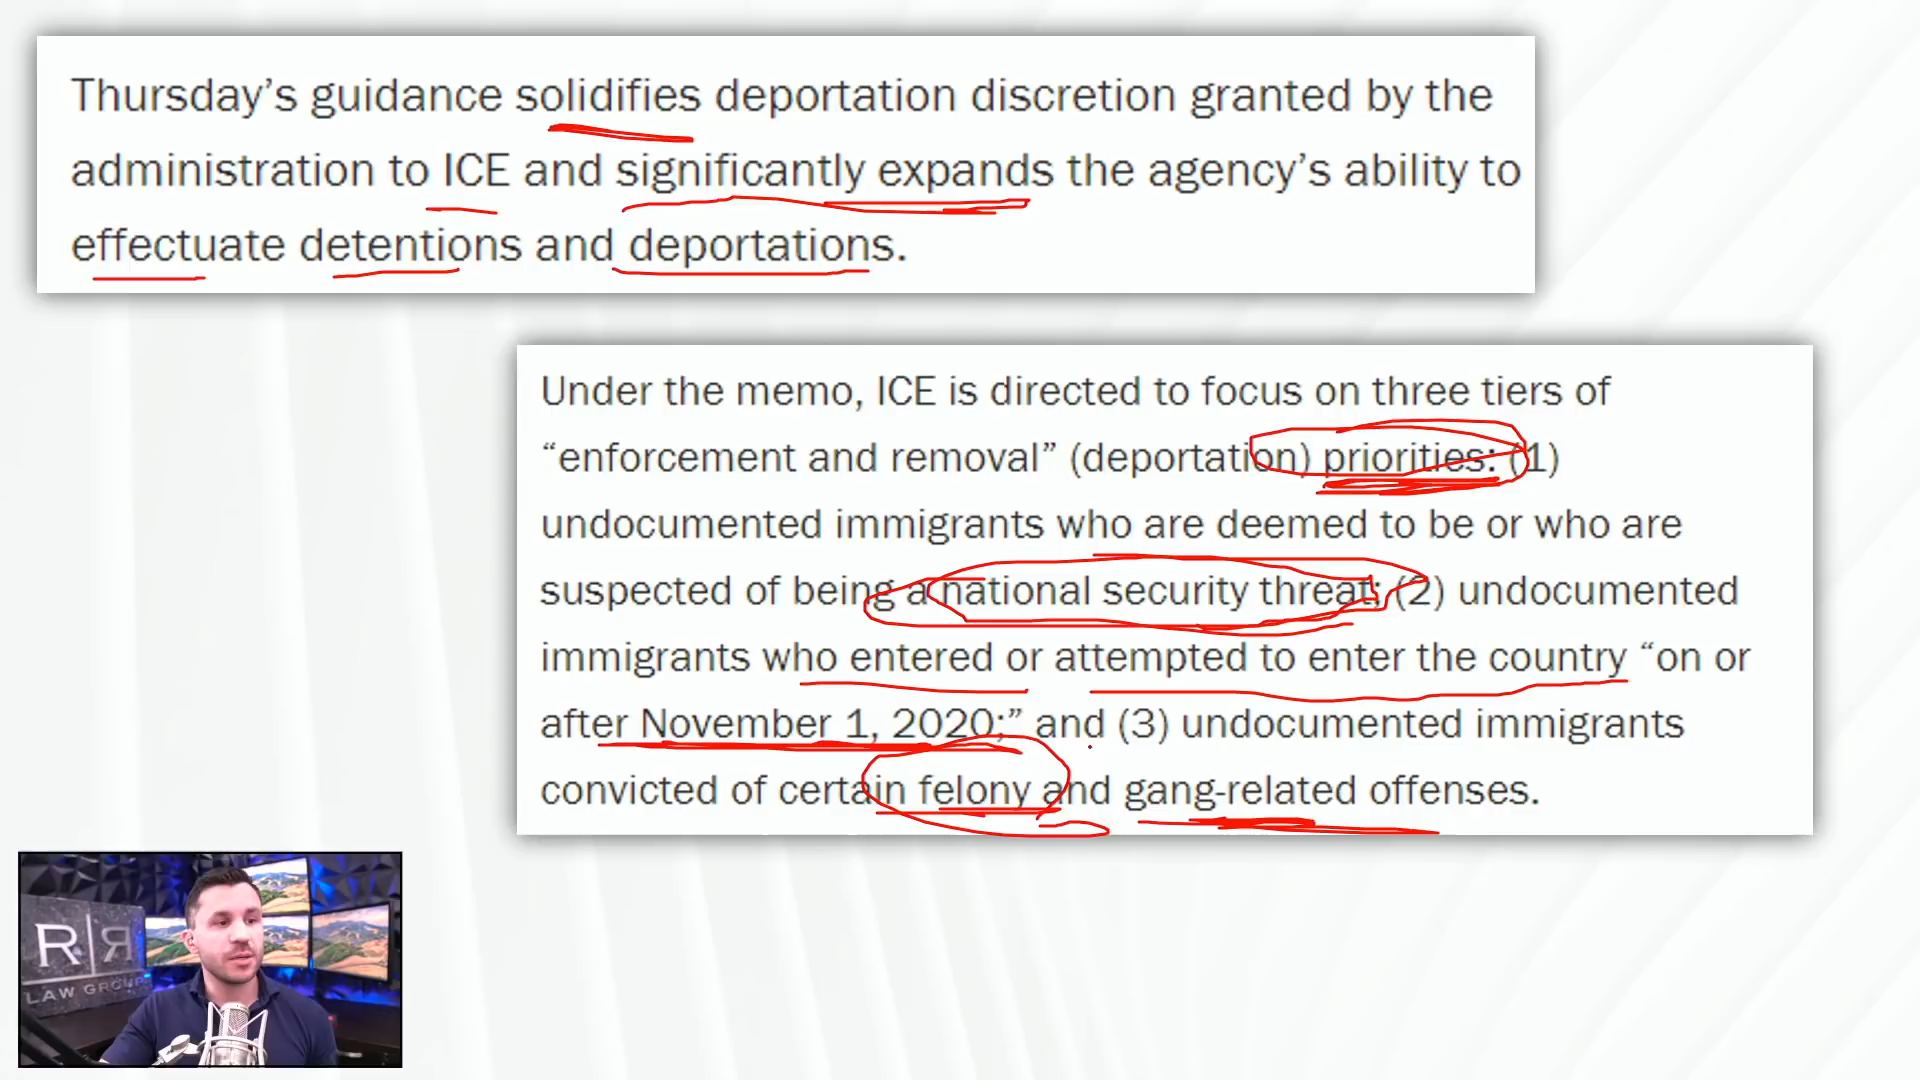 Thursday’s guidance solidifies deportation discretion granted by the
administration to ICE and significantly expands the agency’s ability to
effectuate detentions and deportations.
Under the memo, ICE is directed to focus on three tiers of
“enforcement and removal” (deportation) priorities: (1)
undocumented immigrants who are deemed to be or who are
suspected of being a national security threat; (2) undocumented
immigrants who entered or attempted to enter the country “on or
after November 1, 2020;” and (3) undocumented immigrants
convicted of certain felony and gang-related offenses.
R|R
LAW GROUP